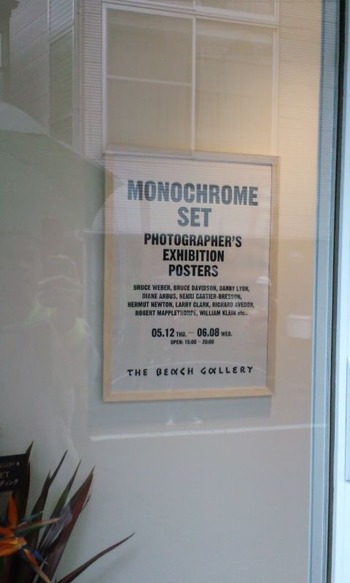 MONOCHROME
SET
PHOTOGRAPHER'S
EXHIBITION
POSTERS
BRUCE WEBER, BRUCE DAVIDSON, DANNY LYON,
DIANE ARBUS, HENRI CARTIER-BRESSON,
HERMUT NEWTON, LARRY CLARK, RICHARD AVEDON,
ROBERT MAPPLETHORPE, WILLIAM KLEIN etc..
05.12 THU. — 06.08 WED.
OPEN: 15:00 - 20:00
THE BEACH GALLERY